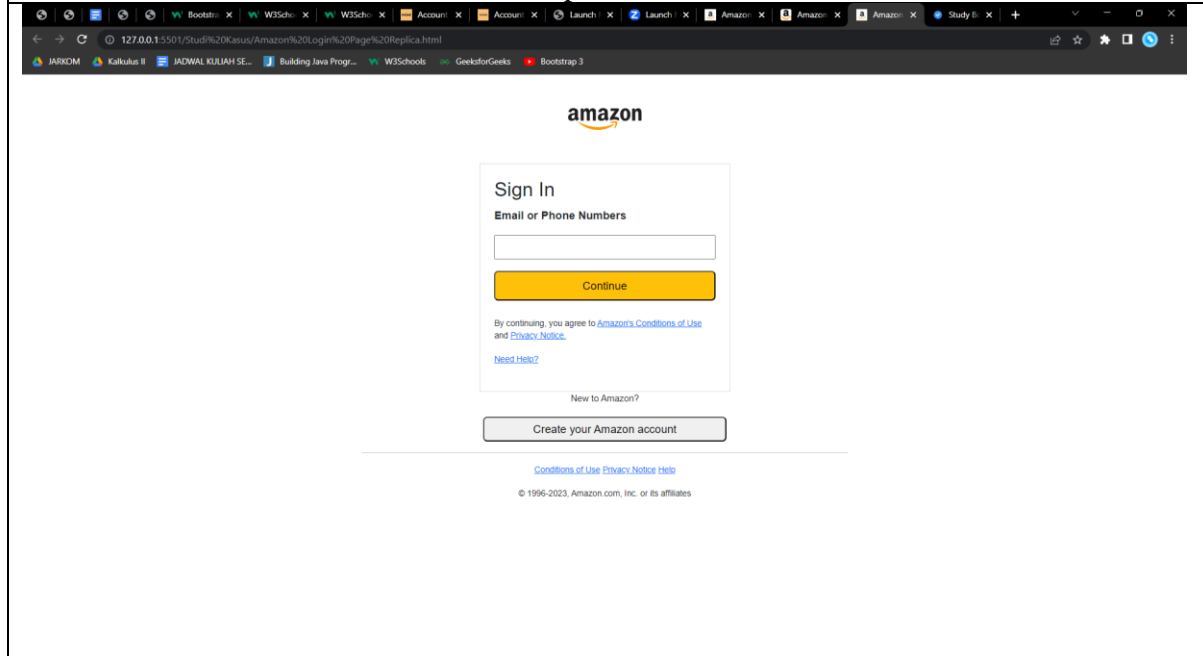 Bootstra
W3Scho
W3Scho
Account
Account
Launch
Launch
Amazon
Amazon
Amazon
Study
127.0.0.1:5501/Studi%20Kasus/Amazon%20Login%20Page%20Replica.html
JARKOM
Kalkulus II
JADWAL KULIAH SE...
Building Java Progr...
W3Schools
GeeksforGeeks
Bootstrap 3
amazon
Sign In
Email or Phone Numbers
Continue
By continuing, you agree to Amazon's Conditions of Use
and Privacy Notice.
Need Help?
New to Amazon?
Create your Amazon account
Conditions of Use Privacy Notice Help
© 1996-2023, Amazon.com, Inc. or its affiliates